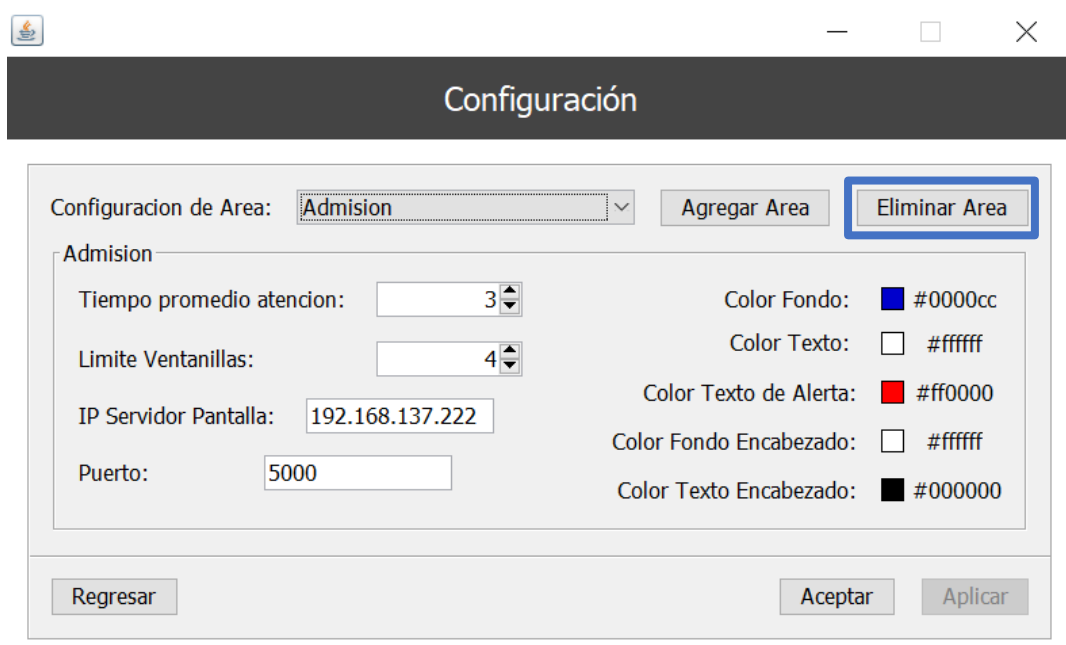 Configuración
Configuracion de Area: Admision Agregar Area Eliminar Area
Admision
Tiempo promedio atencion: 3 Color Fondo: #0000cc
Color Texto: #ffffff
Limite Ventanillas: 4
Color Texto de Alerta: #ff0000
IP Servidor Pantalla: 192.168.137.222
Color Fondo Encabezado: #ffffff
Puerto: 5000
Color Texto Encabezado: #000000
Regresar Aceptar Aplicar